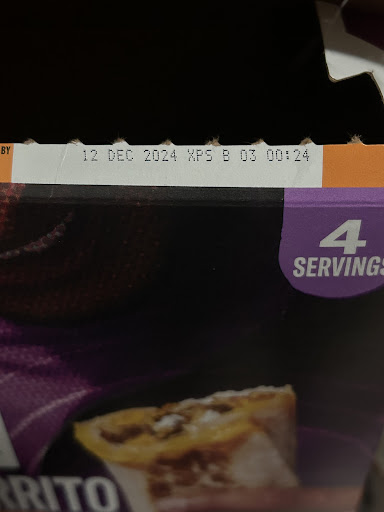 BY
12 DEC 2024 XPS B 03 00:24
4
SERVINGS
RRITO